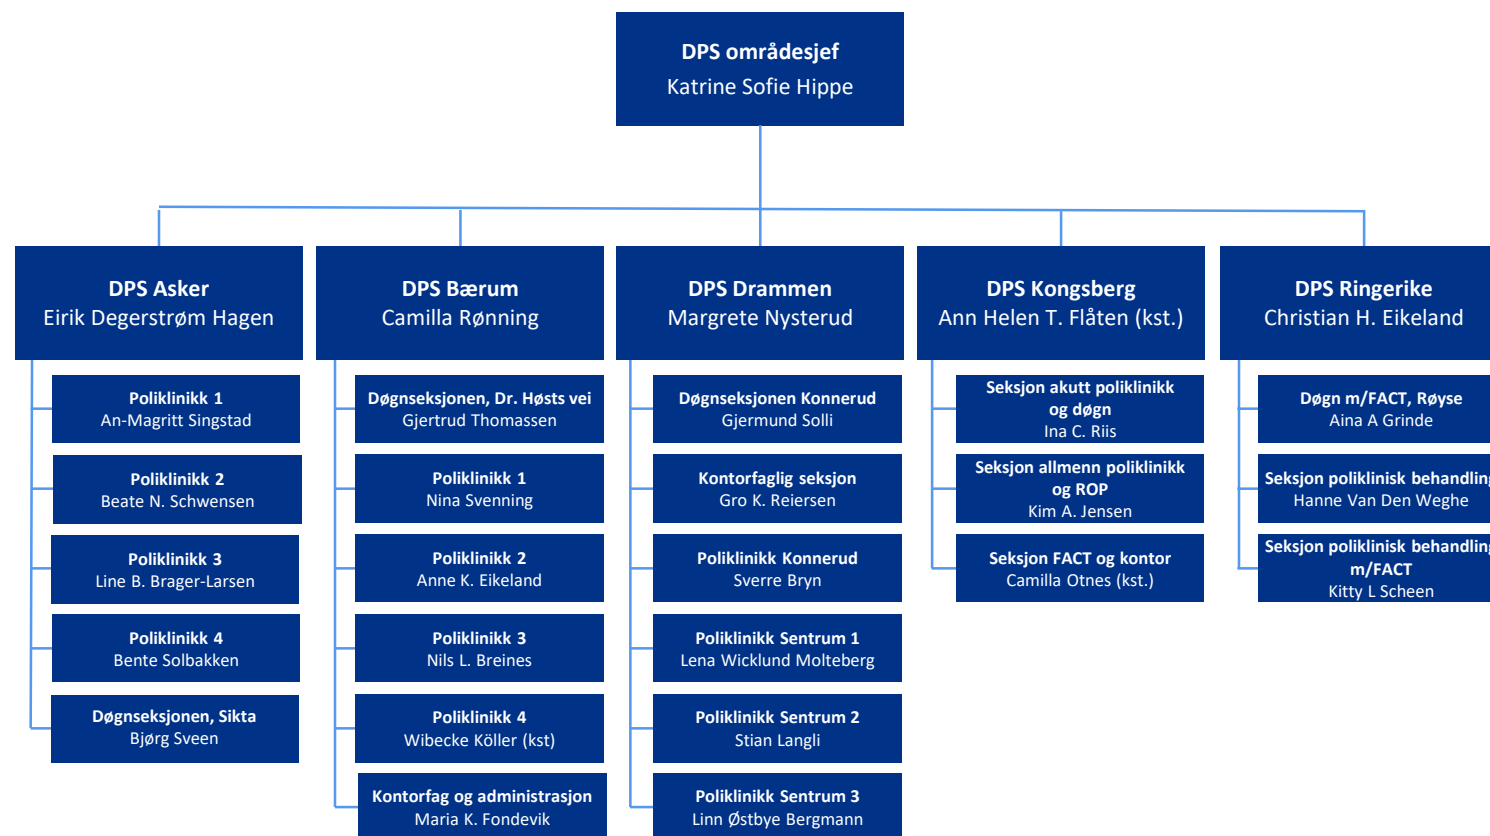 DPS områdesjef
Katrine Sofie Hippe
DPS Asker
Eirik Degerstrøm Hagen
Poliklinikk 1
An-Magritt Singstad
Poliklinikk 2
Beate N. Schwensen
Poliklinikk 3
Line B. Brager-Larsen
Poliklinikk 4
Bente Solbakken
Døgnseksjonen, Sikta
Bjørg Sveen
DPS Bærum
Camilla Rønning
Døgnseksjonen, Dr. Høsts vei
Gjertrud Thomassen
Poliklinikk 1
Nina Svenning
Poliklinikk 2
Anne K. Eikeland
Poliklinikk 3
Nils L. Breines
Poliklinikk 4
Wibecke Köller (kst)
Kontorfag og administrasjon
Maria K. Fondevik
DPS Drammen
Margrete Nysterud
Døgnseksjonen Konnerud
Gjermund Solli
Kontorfaglig seksjon
Gro K. Reiersen
Poliklinikk Konnerud
Sverre Bryn
Poliklinikk Sentrum 1
Lena Wicklund Molteberg
Poliklinikk Sentrum 2
Stian Langli
Poliklinikk Sentrum 3
Linn Østbye Bergmann
DPS Kongsberg
Ann Helen T. Flåten (kst.)
Seksjon akutt poliklinikk
og døgn
Ina C. Riis
Seksjon allmenn poliklinikk
og ROP
Kim A. Jensen
Seksjon FACT og kontor
Camilla Otnes (kst.)
DPS Ringerike
Christian H. Eikeland
Døgn m/FACT, Røyse
Aina A Grinde
Seksjon poliklinisk behandling
Hanne Van Den Weghe
Seksjon poliklinisk behandling
m/FACT
Kitty L Scheen